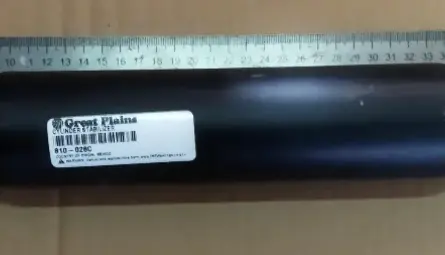 10 11 12 13 14 15 16 17 18 19 20 21 22 23 24 25 26 27 28 29 30 31 32 33 34
Great Plains
CYLINDER STABILIZER
810-028C